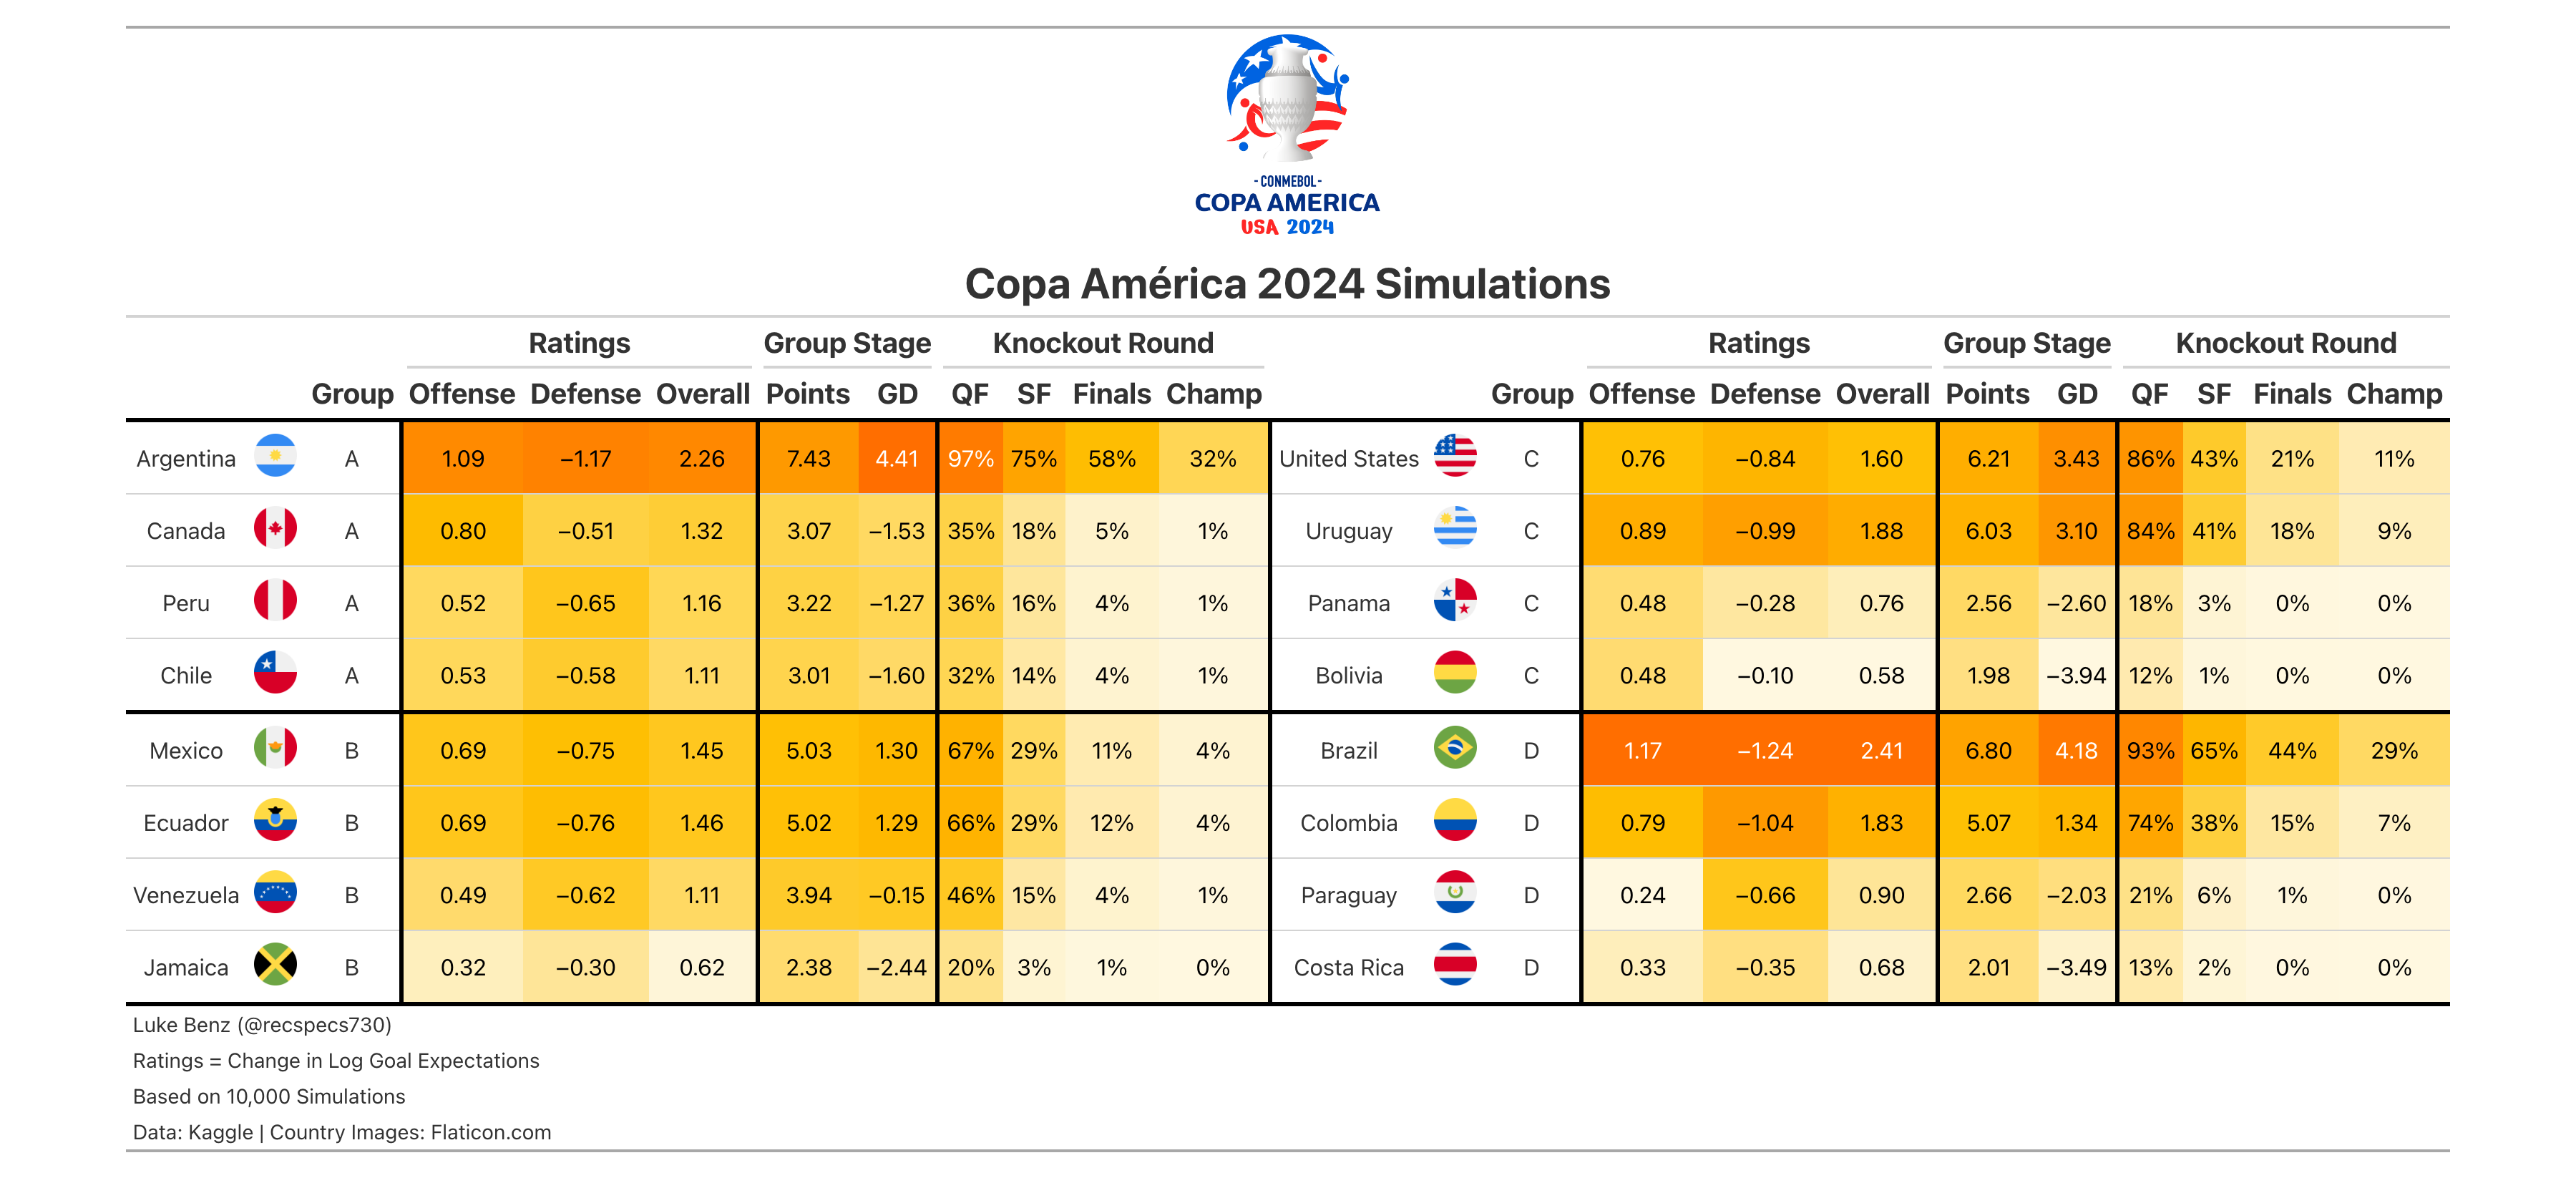 - CONMEBOL -
COPA AMERICA
USA 2024
Copa América 2024 Simulations
Ratings Group Stage Knockout Round Ratings Group Stage Knockout Round
Group Offense Defense Overall Points GD QF SF Finals Champ Group Offense Defense Overall Points GD QF SF Finals Champ
Argentina A 1.09 −1.17 2.26 7.43 4.41 97% 75% 58% 32% United States C 0.76 −0.84 1.60 6.21 3.43 86% 43% 21% 11%
Canada A 0.80 −0.51 1.32 3.07 −1.53 35% 18% 5% 1% Uruguay C 0.89 −0.99 1.88 6.03 3.10 84% 41% 18% 9%
Peru A 0.52 −0.65 1.16 3.22 −1.27 36% 16% 4% 1% Panama C 0.48 −0.28 0.76 2.56 −2.60 18% 3% 0% 0%
Chile A 0.53 −0.58 1.11 3.01 −1.60 32% 14% 4% 1% Bolivia C 0.48 −0.10 0.58 1.98 −3.94 12% 1% 0% 0%
Mexico B 0.69 −0.75 1.45 5.03 1.30 67% 29% 11% 4% Brazil D 1.17 −1.24 2.41 6.80 4.18 93% 65% 44% 29%
Ecuador B 0.69 −0.76 1.46 5.02 1.29 66% 29% 12% 4% Colombia D 0.79 −1.04 1.83 5.07 1.34 74% 38% 15% 7%
Venezuela B 0.49 −0.62 1.11 3.94 −0.15 46% 15% 4% 1% Paraguay D 0.24 −0.66 0.90 2.66 −2.03 21% 6% 1% 0%
Jamaica B 0.32 −0.30 0.62 2.38 −2.44 20% 3% 1% 0% Costa Rica D 0.33 −0.35 0.68 2.01 −3.49 13% 2% 0% 0%
Luke Benz (@recspecs730)
Ratings = Change in Log Goal Expectations
Based on 10,000 Simulations
Data: Kaggle | Country Images: Flaticon.com